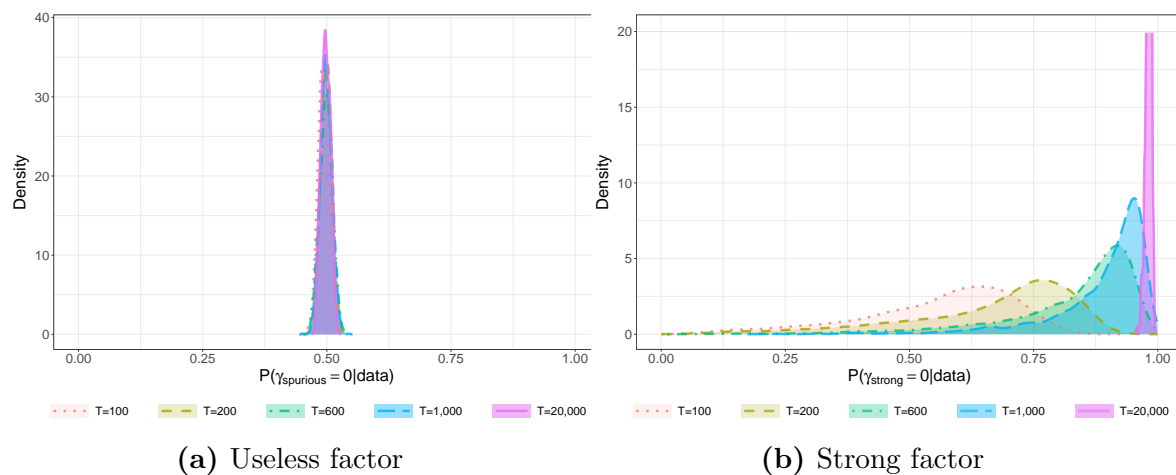 40
30
20
10
0
Density
0.00 0.25 0.50 0.75 1.00
P(γspurious = 0|data)
T=100 T=200 T=600 T=1,000 T=20,000
(a) Useless factor
20
15
10
5
0
Density
0.00 0.25 0.50 0.75 1.00
P(γstrong = 0|data)
T=100 T=200 T=600 T=1,000 T=20,000
(b) Strong factor